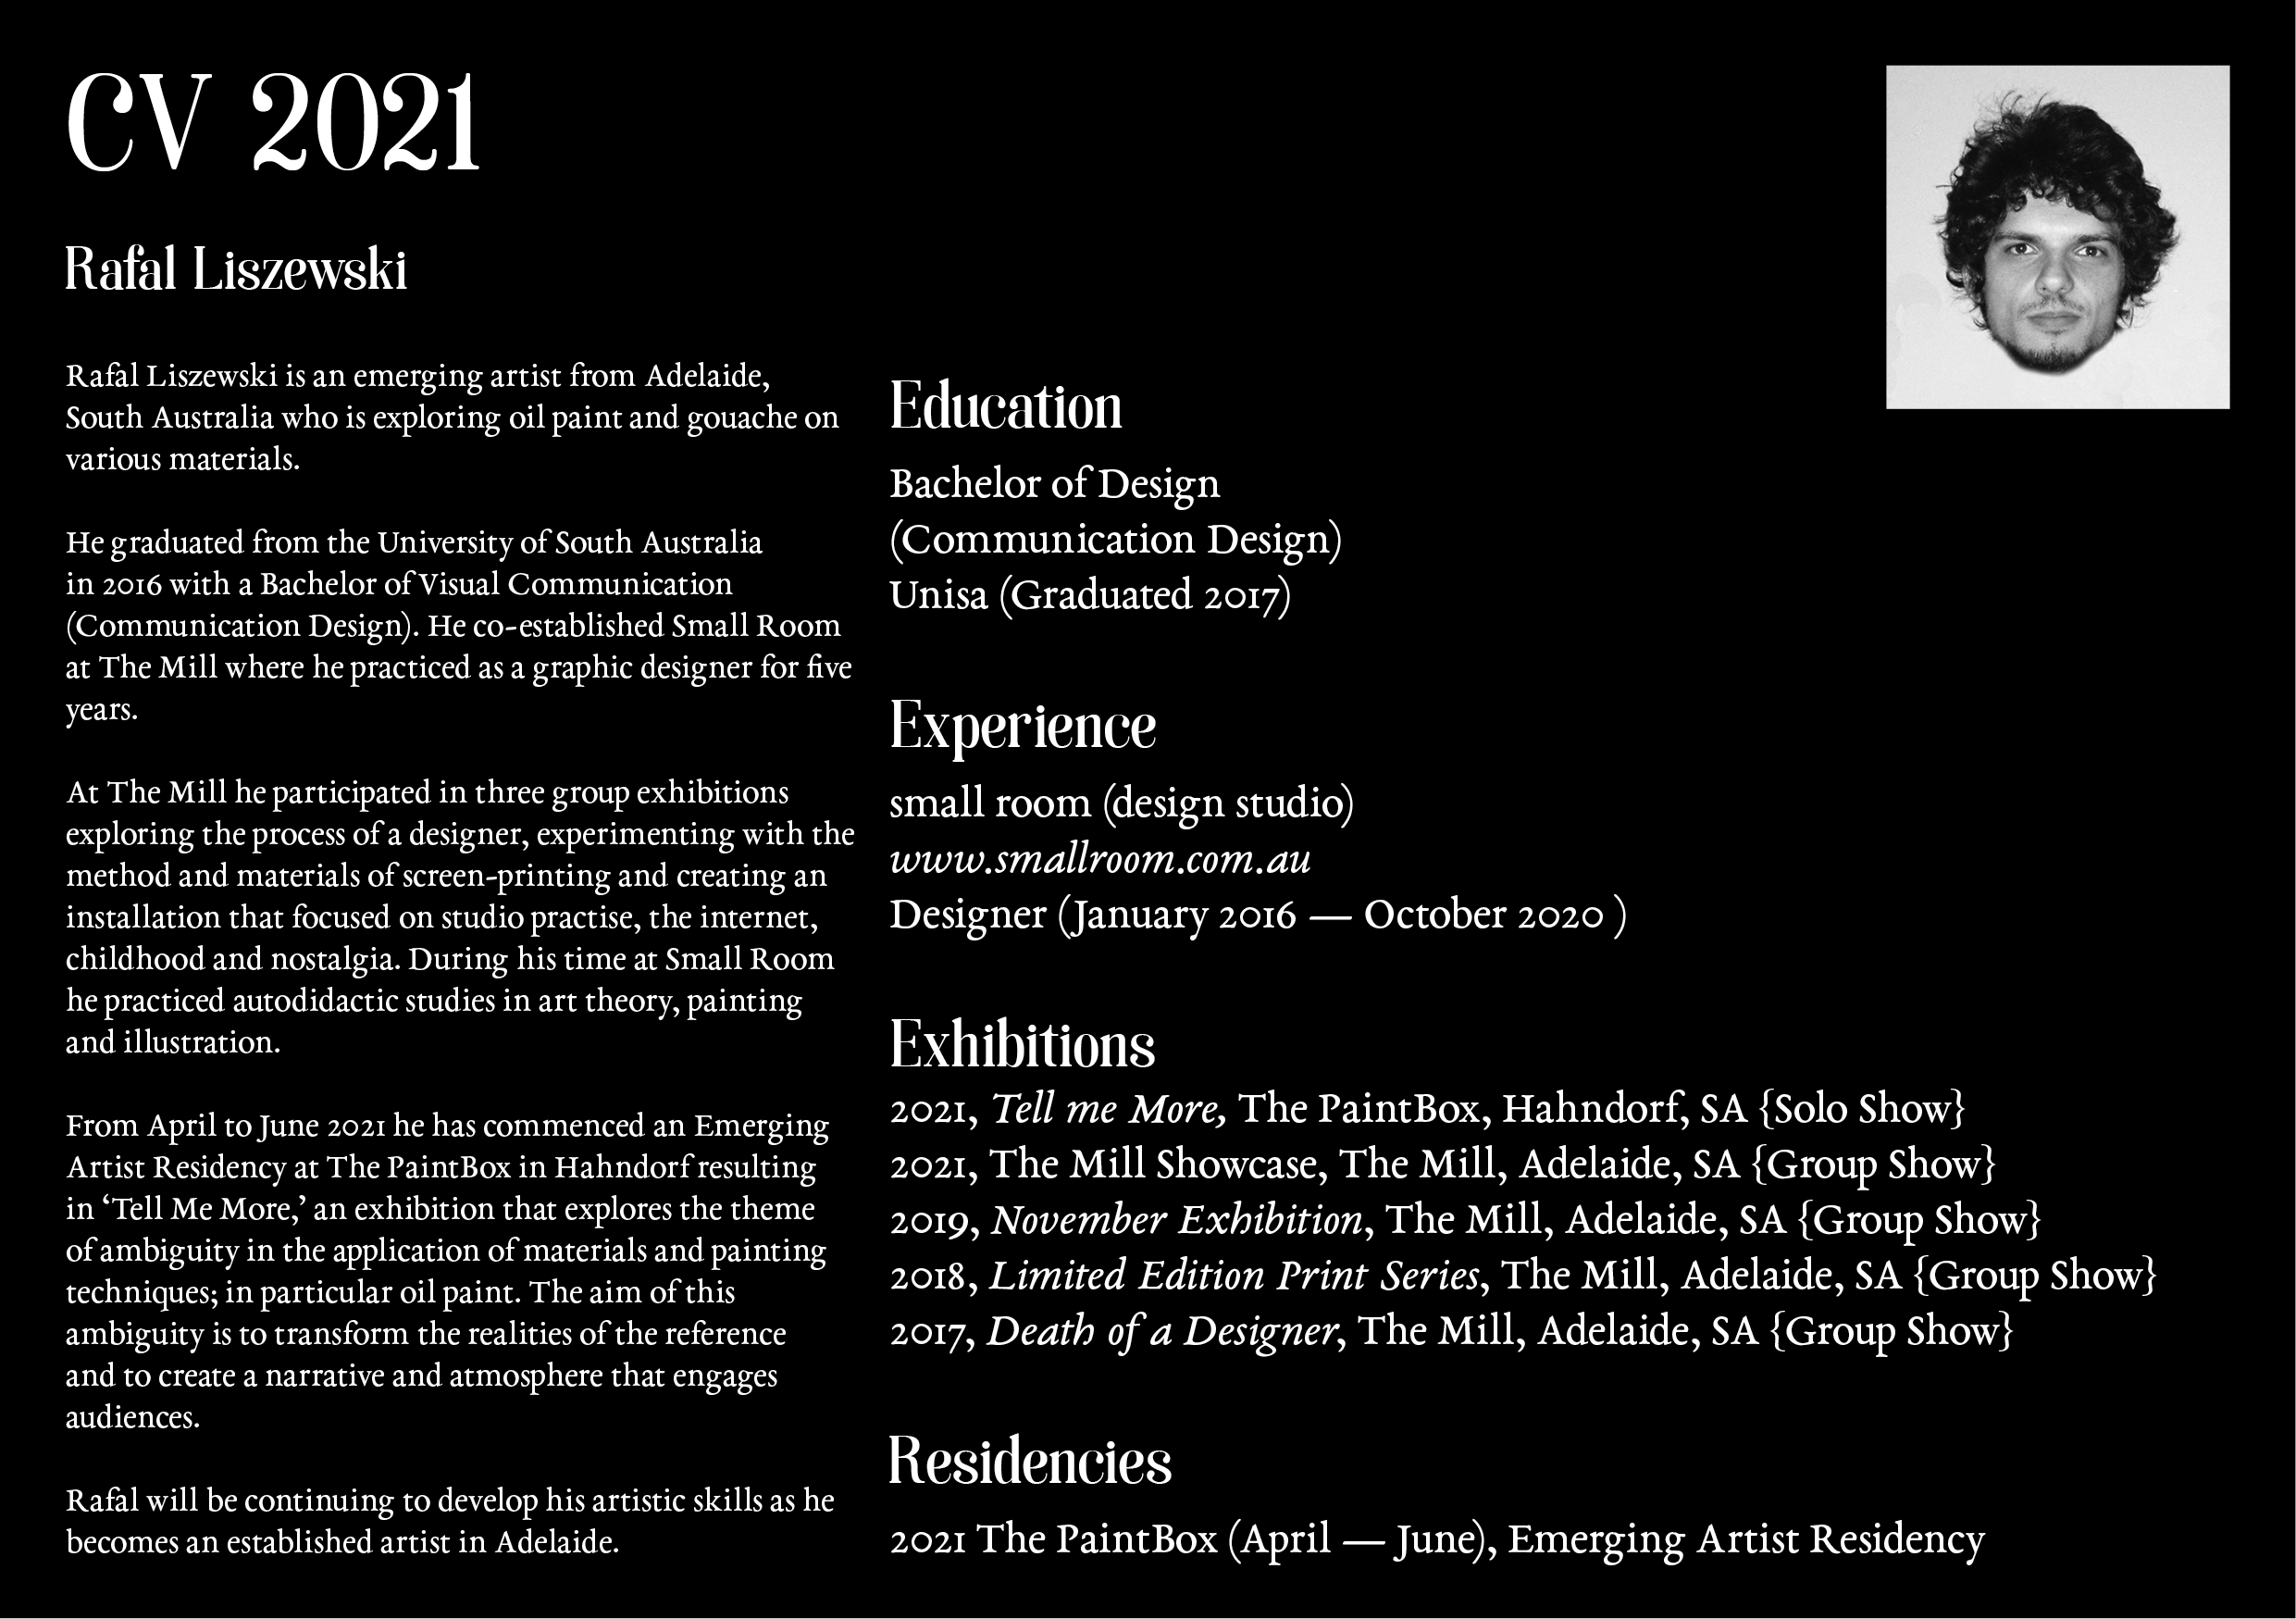 CV 2021
Rafal Liszewski
Rafal Liszewski is an emerging artist from Adelaide,
South Australia who is exploring oil paint and gouache on
various materials.
He graduated from the University of South Australia
in 2016 with a Bachelor of Visual Communication
(Communication Design). He co-established Small Room
at The Mill where he practiced as a graphic designer for five
years.
At The Mill he participated in three group exhibitions
exploring the process of a designer, experimenting with the
method and materials of screen-printing and creating an
installation that focused on studio practise, the internet,
childhood and nostalgia. During his time at Small Room
he practiced autodidactic studies in art theory, painting
and illustration.
From April to June 2021 he has commenced an Emerging
Artist Residency at The PaintBox in Hahndorf resulting
in ‘Tell Me More,’ an exhibition that explores the theme
of ambiguity in the application of materials and painting
techniques; in particular oil paint. The aim of this
ambiguity is to transform the realities of the reference
and to create a narrative and atmosphere that engages
audiences.
Rafal will be continuing to develop his artistic skills as he
becomes an established artist in Adelaide.
Education
Bachelor of Design
(Communication Design)
Unisa (Graduated 2017)
Experience
small room (design studio)
www.smallroom.com.au
Designer (January 2016 — October 2020 )
Exhibitions
2021, Tell me More, The PaintBox, Hahndorf, SA {Solo Show}
2021, The Mill Showcase, The Mill, Adelaide, SA {Group Show}
2019, November Exhibition, The Mill, Adelaide, SA {Group Show}
2018, Limited Edition Print Series, The Mill, Adelaide, SA {Group Show}
2017, Death of a Designer, The Mill, Adelaide, SA {Group Show}
Residencies
2021 The PaintBox (April — June), Emerging Artist Residency